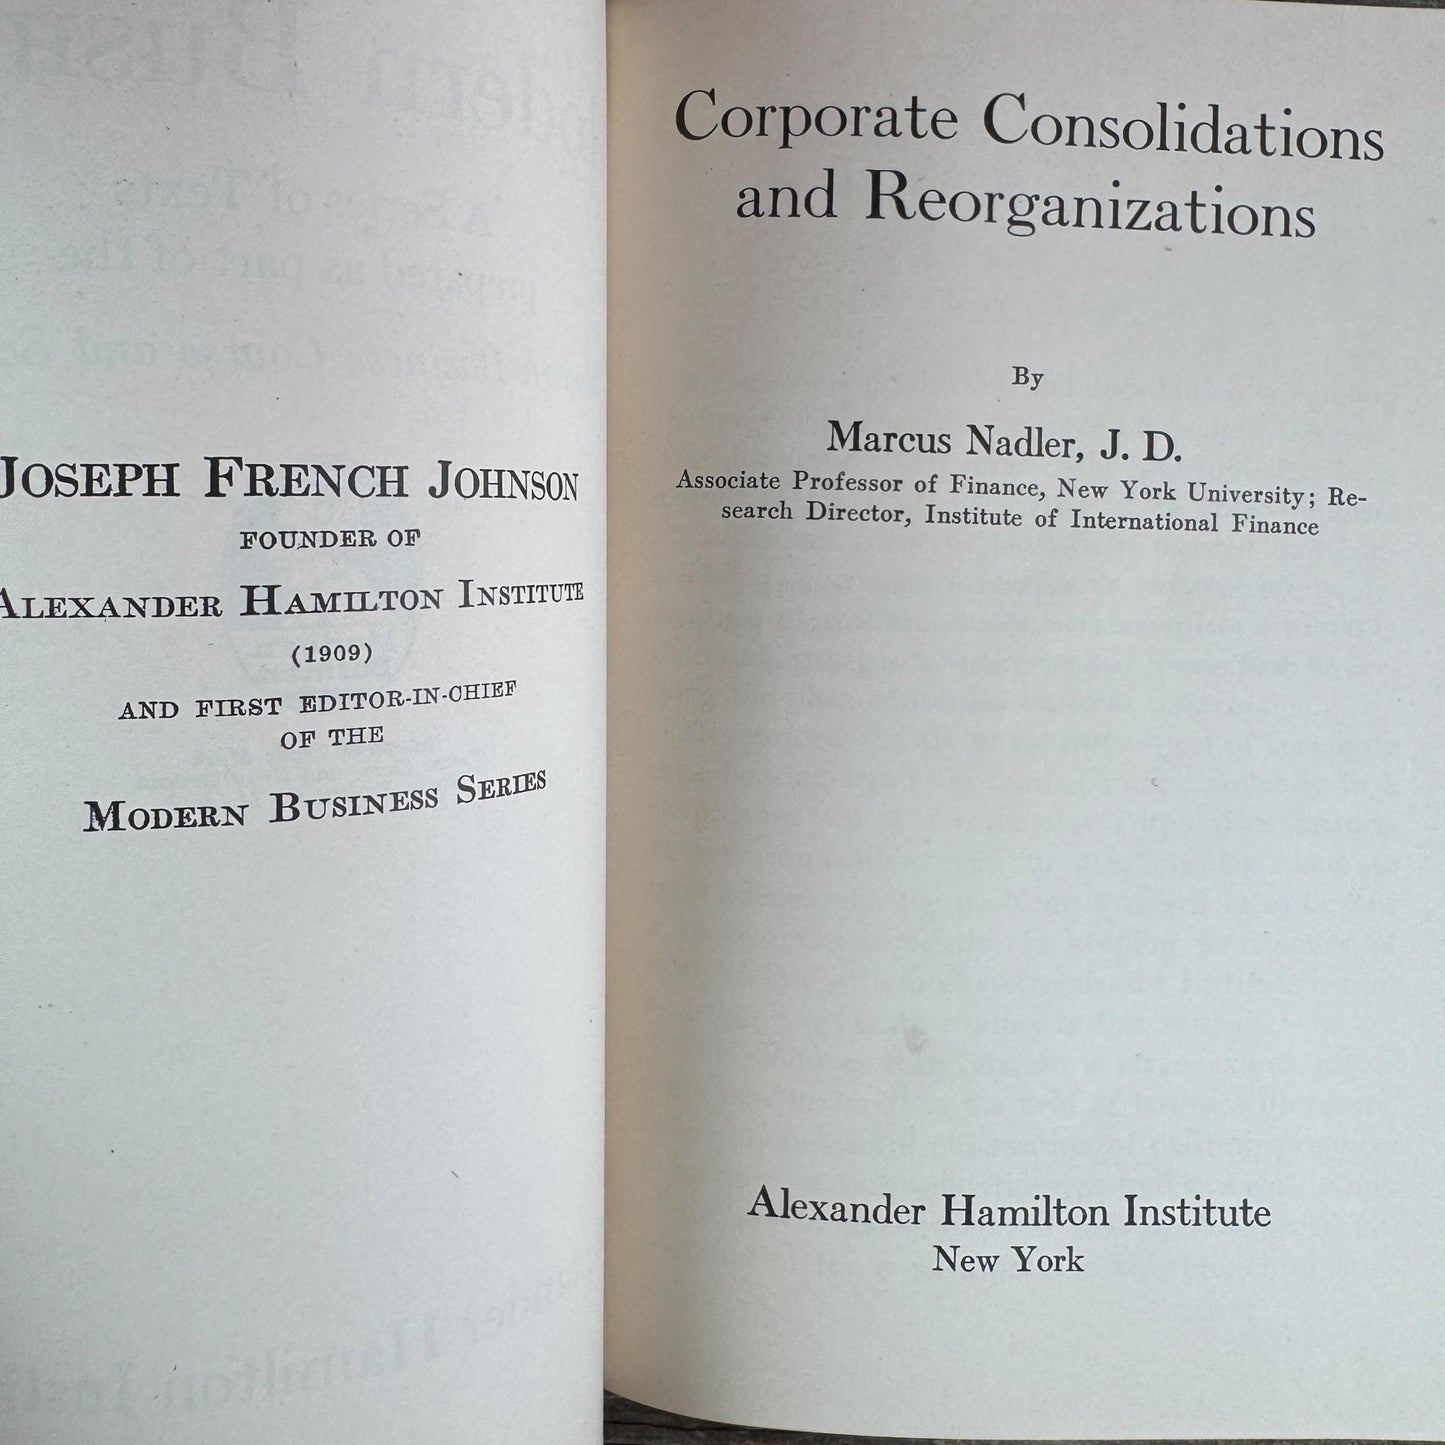 JOSEPH FRENCH JOHNSON
FOUNDER OF
ALEXANDER HAMILTON INSTITUTE
(1909)
AND FIRST EDITOR-IN-CHIEF
OF THE
MODERN BUSINESS SERIES
Corporate Consolidations
and Reorganizations
By
Marcus Nadler, J. D.
Associate Professor of Finance, New York University; Re-
search Director, Institute of International Finance
Alexander Hamilton Institute
New York